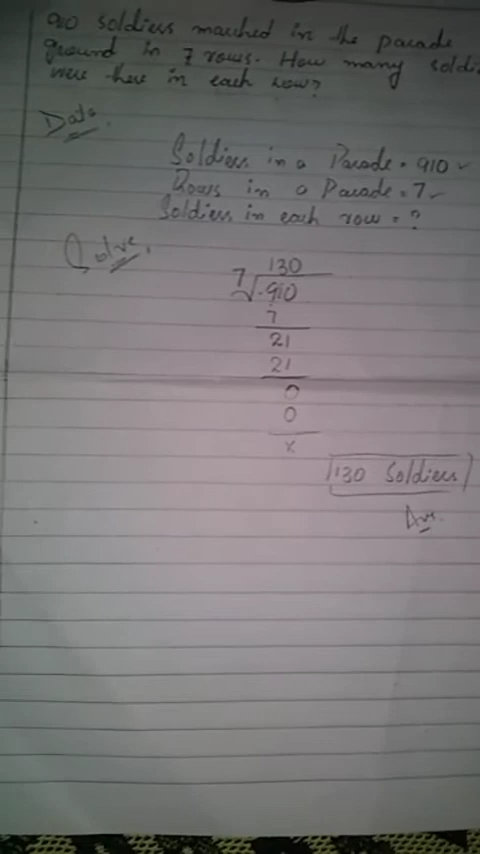 910 soldiers marched in the parade
ground in 7 rows. How many
were there in each row?
Data.
Soldiers in a Parade = 910
Rows in a Parade = 7
Soldiers in each row = ?
Solve.
130
7 910
7
21
21
0
0
x
130 Soldiers
Ans.